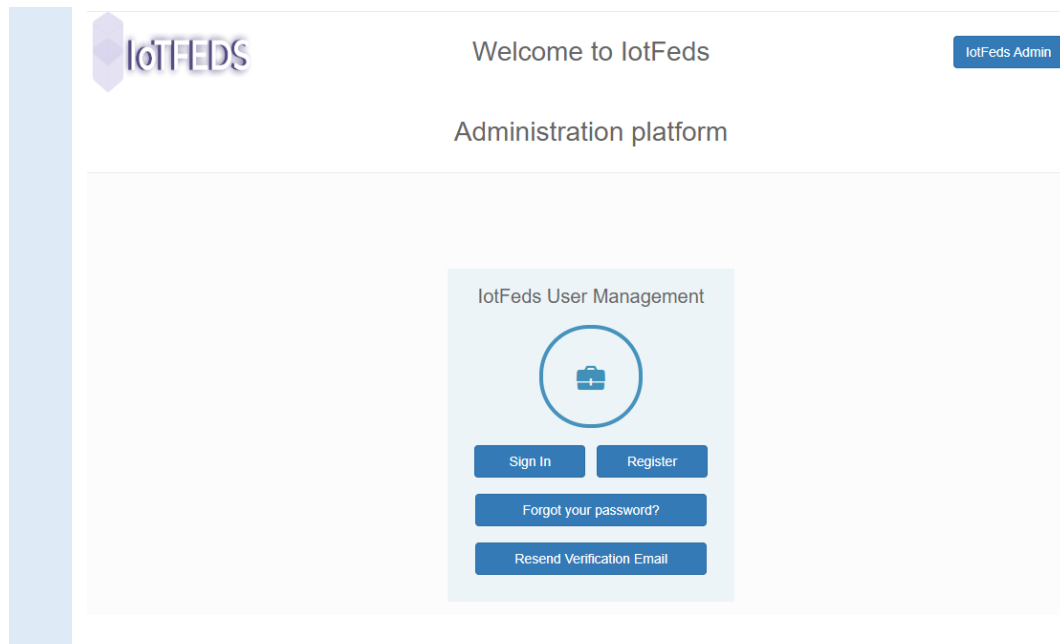 IoTFEDS
Welcome to IotFeds
IotFeds Admin
Administration platform
IotFeds User Management
Sign In
Register
Forgot your password?
Resend Verification Email